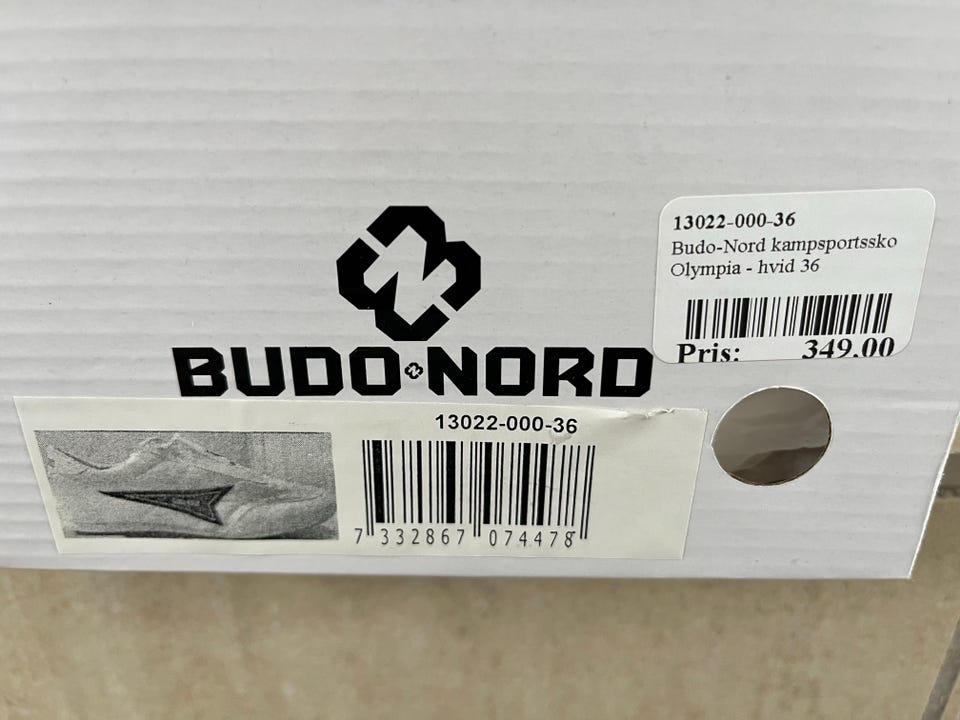 13022-000-36
Budo-Nord kampsportssko
Olympia - hvid 36
Pris: 349.00
BUDO NORD
13022-000-36
7 332867 074478